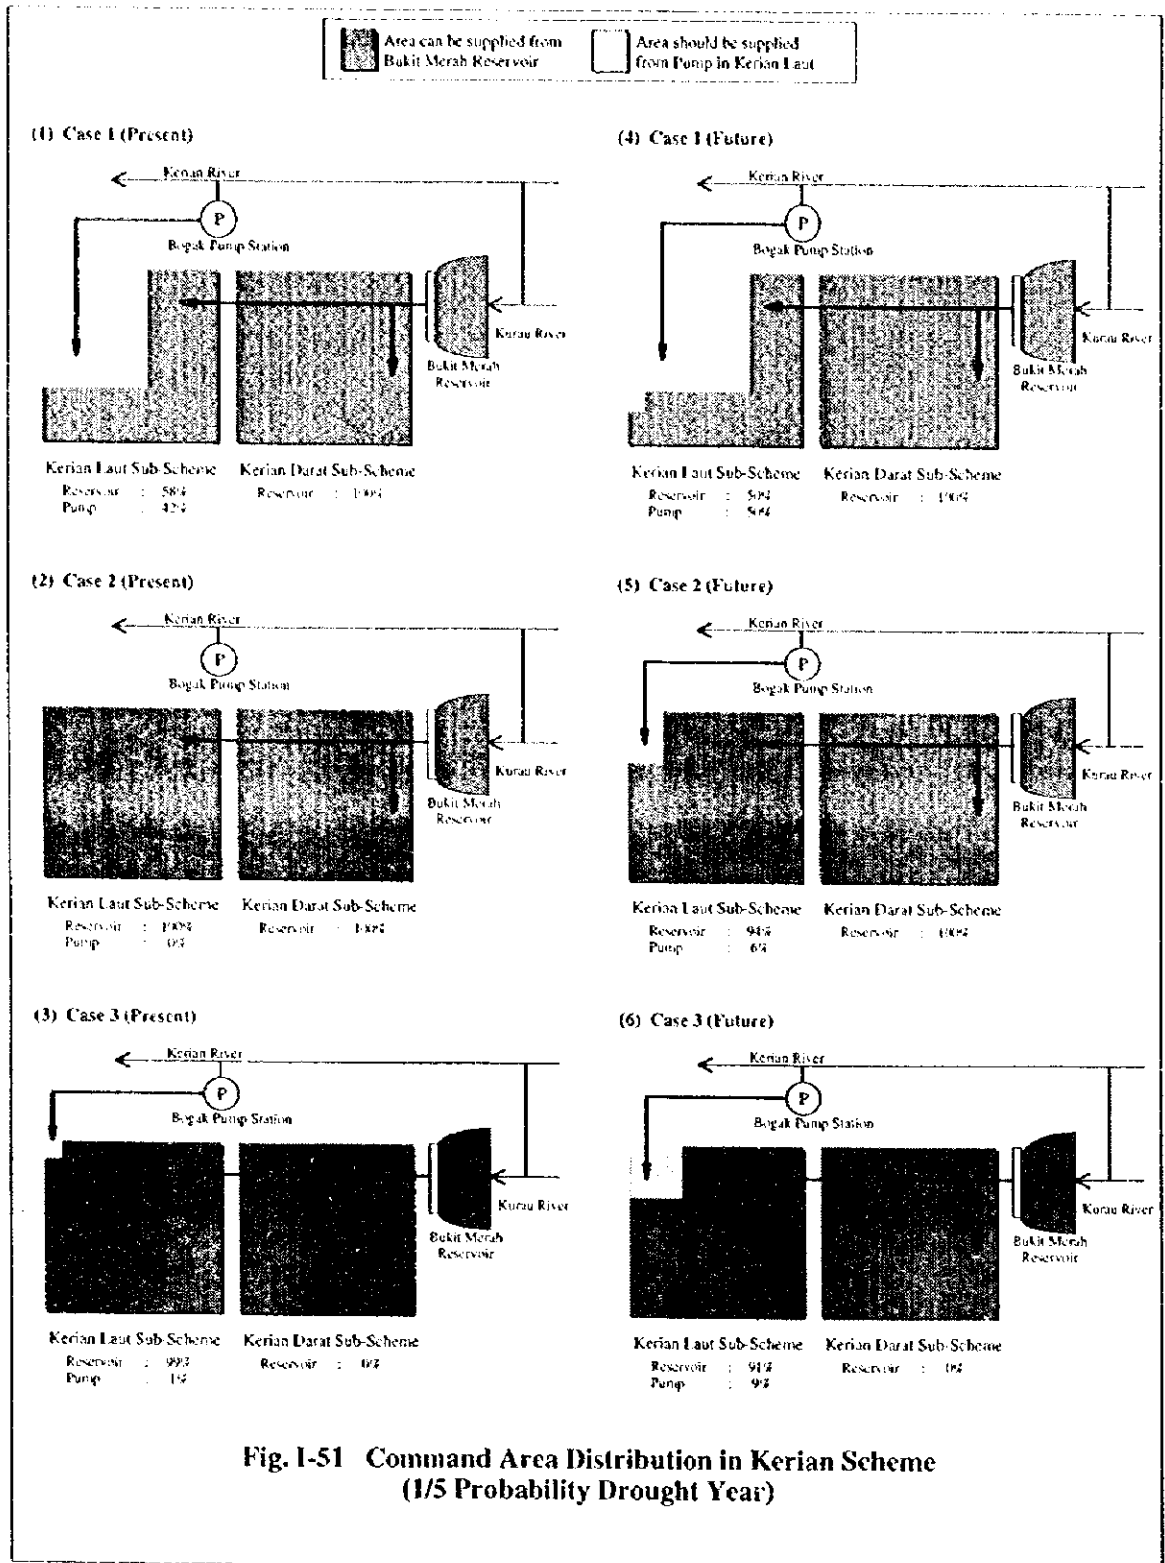 Area can be supplied from
Bukit Merah Reservoir
Area should be supplied
from Pump in Kerian Laut
(1) Case 1 (Present)
Kerian River
P
Bogak Pump Station
Kurau River
Bukit Merah
Reservoir
Kerian Laut Sub-Scheme
Reservoir : 58%
Pump : 42%
Kerian Darat Sub-Scheme
Reservoir : 100%
(4) Case 1 (Future)
Kerian River
P
Bogak Pump Station
Kurau River
Bukit Merah
Reservoir
Kerian Laut Sub-Scheme
Reservoir : 50%
Pump : 50%
Kerian Darat Sub-Scheme
Reservoir : 100%
(2) Case 2 (Present)
Kerian River
P
Bogak Pump Station
Kurau River
Bukit Merah
Reservoir
Kerian Laut Sub-Scheme
Reservoir : 100%
Pump : 0%
Kerian Darat Sub-Scheme
Reservoir : 100%
(5) Case 2 (Future)
Kerian River
P
Bogak Pump Station
Kurau River
Bukit Merah
Reservoir
Kerian Laut Sub-Scheme
Reservoir : 94%
Pump : 6%
Kerian Darat Sub-Scheme
Reservoir : 100%
(3) Case 3 (Present)
Kerian River
P
Bogak Pump Station
Kurau River
Bukit Merah
Reservoir
Kerian Laut Sub-Scheme
Reservoir : 99%
Pump : 1%
Kerian Darat Sub-Scheme
Reservoir : 0%
(6) Case 3 (Future)
Kerian River
P
Bogak Pump Station
Kurau River
Bukit Merah
Reservoir
Kerian Laut Sub-Scheme
Reservoir : 91%
Pump : 9%
Kerian Darat Sub-Scheme
Reservoir : 0%
Fig. I-51 Command Area Distribution in Kerian Scheme
(1/5 Probability Drought Year)